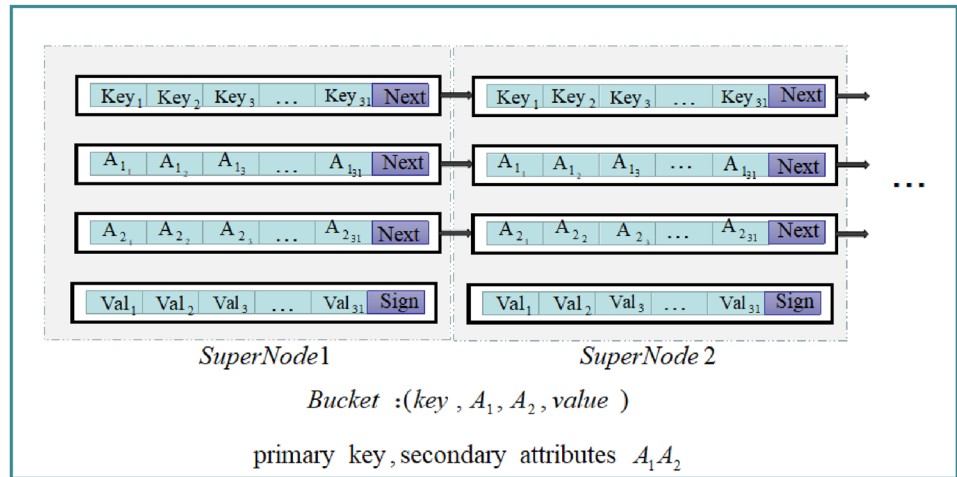 Key1 Key2 Key3 ... Key31 Next Key1 Key2 Key3 ... Key31 Next
A11 A12 A13 ... A131 Next A11 A12 A13 ... A131 Next
...
A21 A22 A23 ... A231 Next A21 A22 A23 ... A231 Next
Val1 Val2 Val3 ... Val31 Sign Val1 Val2 Val3 ... Val31 Sign
SuperNode1 SuperNode 2
Bucket :(key , A1, A2, value )
primary key,secondary attributes A1A2